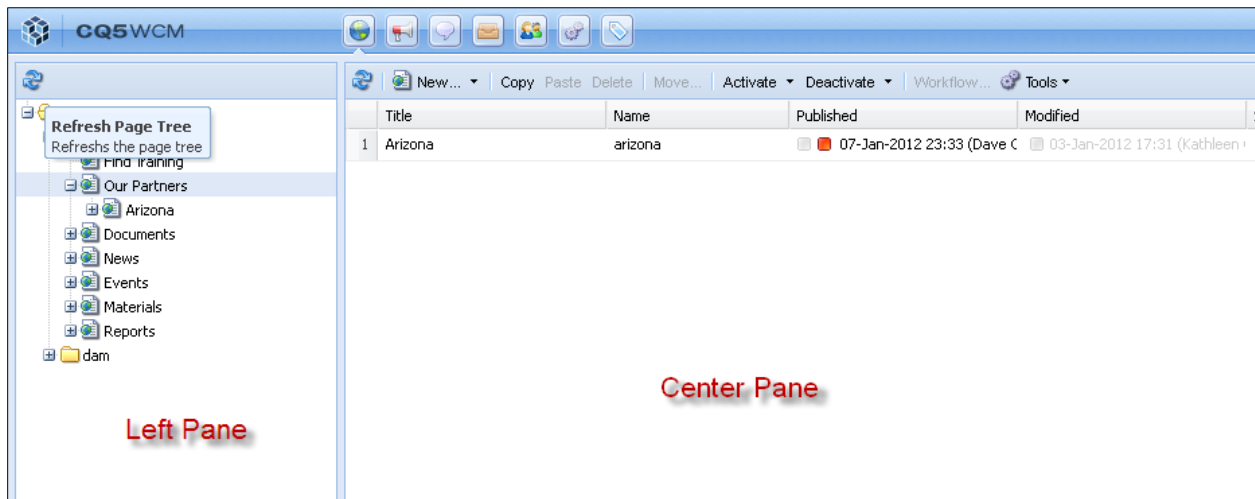 CQ5WCM
New... Copy Paste Delete Move... Activate Deactivate Workflow... Tools
Refresh Page Tree
Refreshs the page tree
Find Training
Our Partners
Arizona
Documents
News
Events
Materials
Reports
dam
Left Pane
Title Name Published Modified
1 Arizona arizona 07-Jan-2012 23:33 (Dave 03-Jan-2012 17:31 (Kathleen
Center Pane